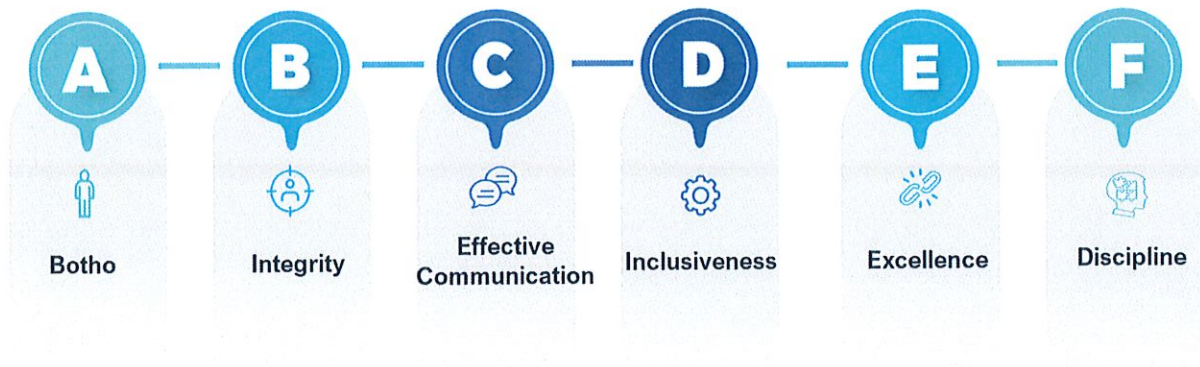 A
B
C
D
E
F
Botho
Integrity
Effective
Communication
Inclusiveness
Excellence
Discipline